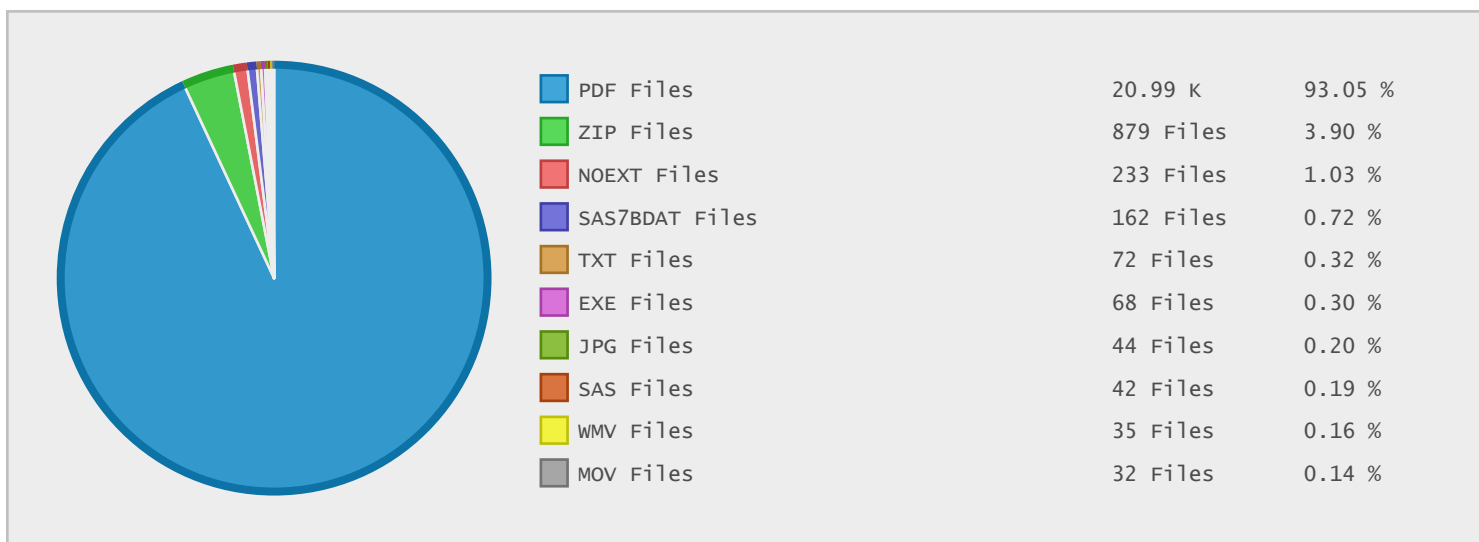 PDF Files 20.99 K 93.05 %
ZIP Files 879 Files 3.90 %
NOEXT Files 233 Files 1.03 %
SAS7BDAT Files 162 Files 0.72 %
TXT Files 72 Files 0.32 %
EXE Files 68 Files 0.30 %
JPG Files 44 Files 0.20 %
SAS Files 42 Files 0.19 %
WMV Files 35 Files 0.16 %
MOV Files 32 Files 0.14 %